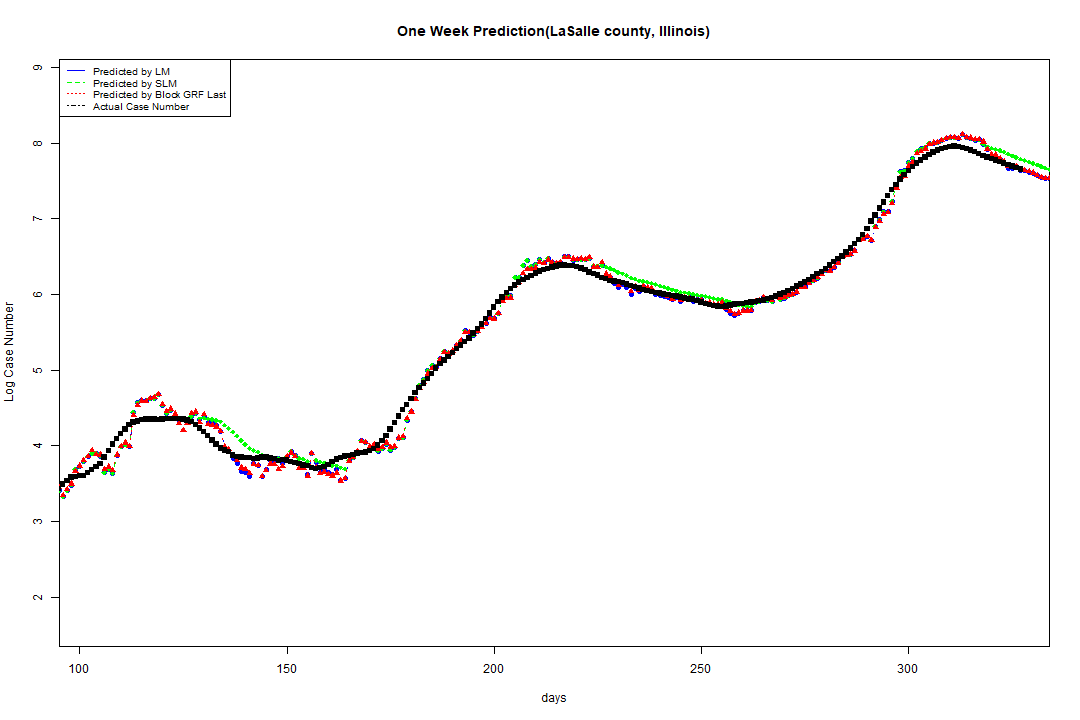 One Week Prediction(LaSalle county, Illinois)
Predicted by LM
Predicted by SLM
Predicted by Block GRF Last
Actual Case Number
9
8
7
6
5
4
3
2
Log Case Number
100 150 200 250 300
days